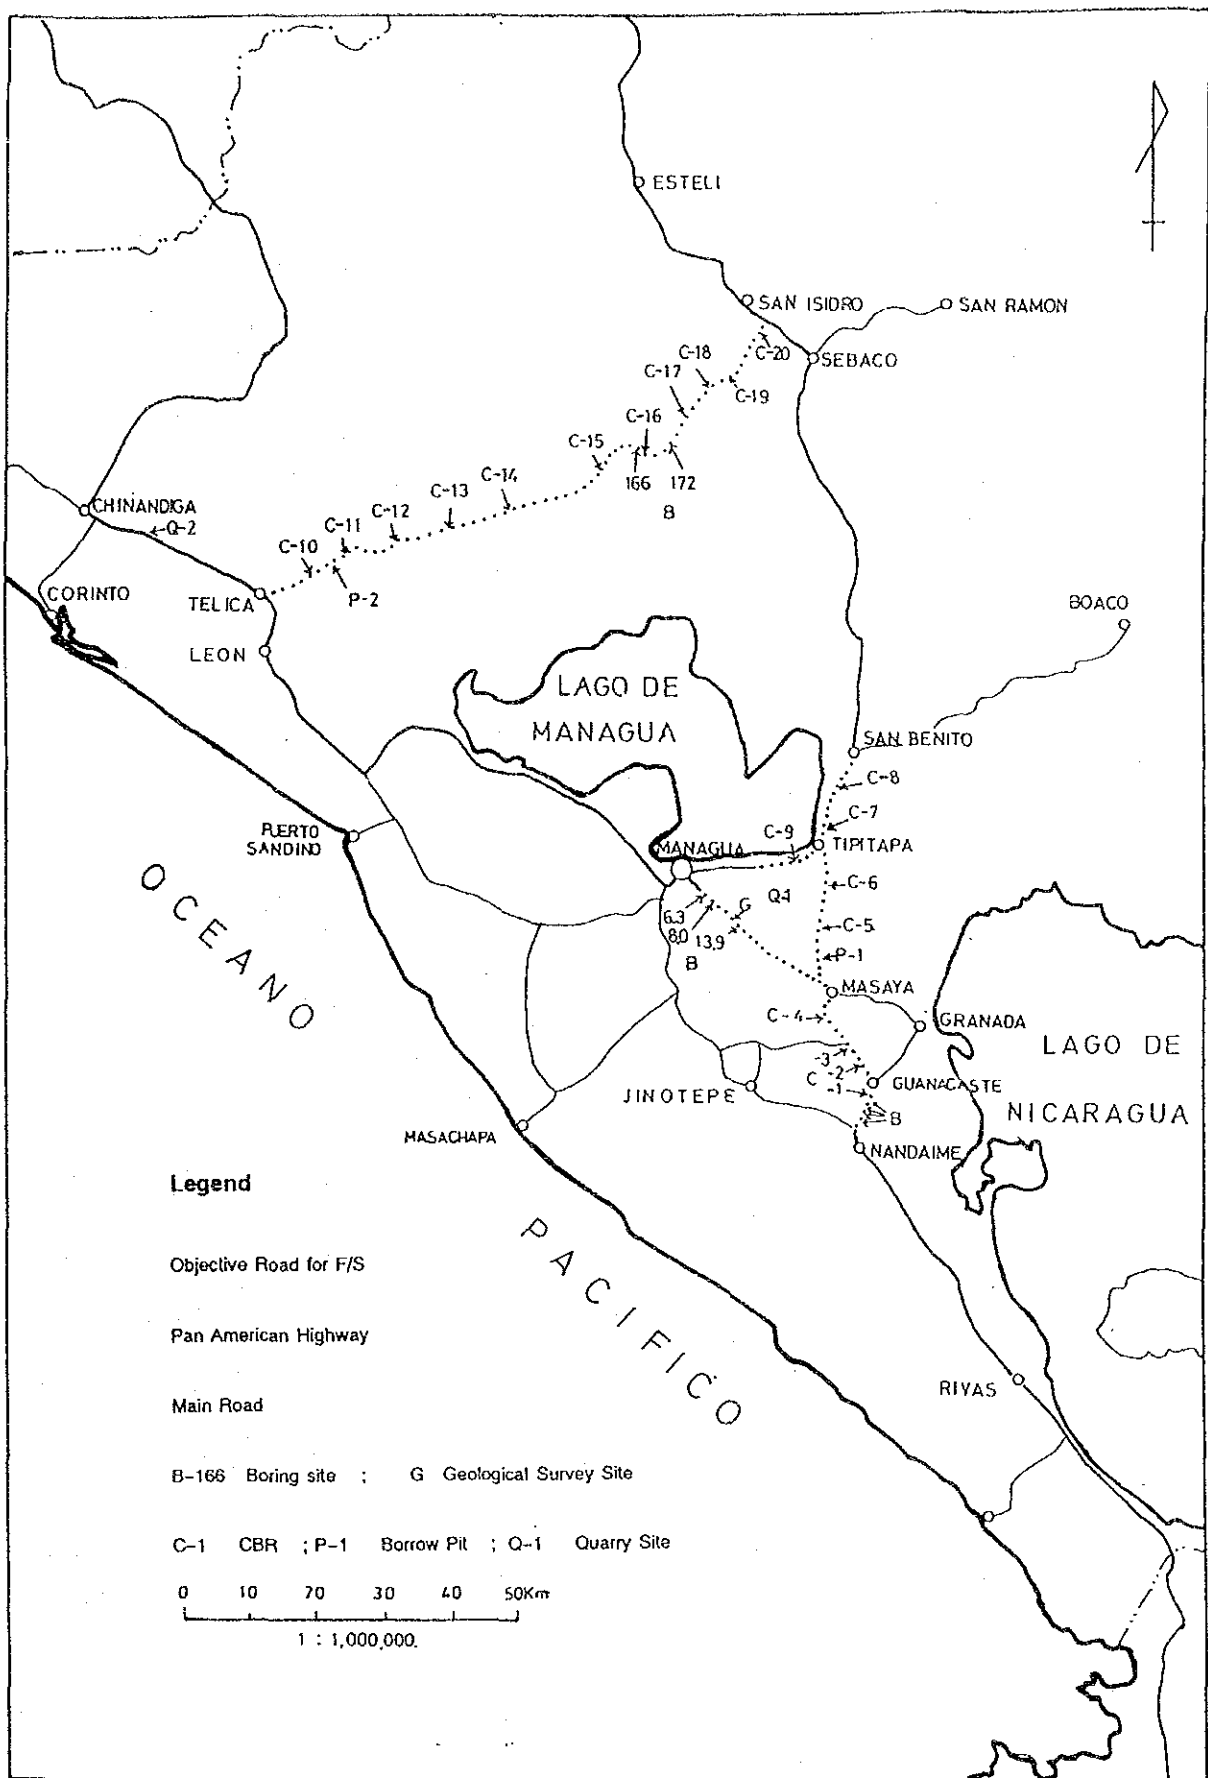 ESTELI
SAN ISIDRO
SAN RAMON
C-20
SEBACO
C-18
C-17
C-19
C-16
C-15
166
172
B
C-14
C-13
C-12
C-11
C-10
P-2
CHINANDIGA
Q-2
CORINTO
TELICA
LEON
BOACO
LAGO DE
MANAGUA
SAN BENITO
C-8
C-7
C-9
TIPITAPA
MANAGUA
PUERTO
SANDINO
C-6
Q-1
G
6.3
8.0
13.9
B
C-5
P-1
MASAYA
C-4
GRANADA
LAGO DE
NICARAGUA
-3
C -2
-1
GUANACASTE
B
JINOTEPE
NANDAIME
MASACHAPA
OCEANO
PACIFICO
RIVAS
Legend
Objective Road for F/S
Pan American Highway
Main Road
B-166 Boring site ; G Geological Survey Site
C-1 CBR ; P-1 Borrow Pit ; Q-1 Quarry Site
0 10 20 30 40 50Km
1 : 1,000,000.